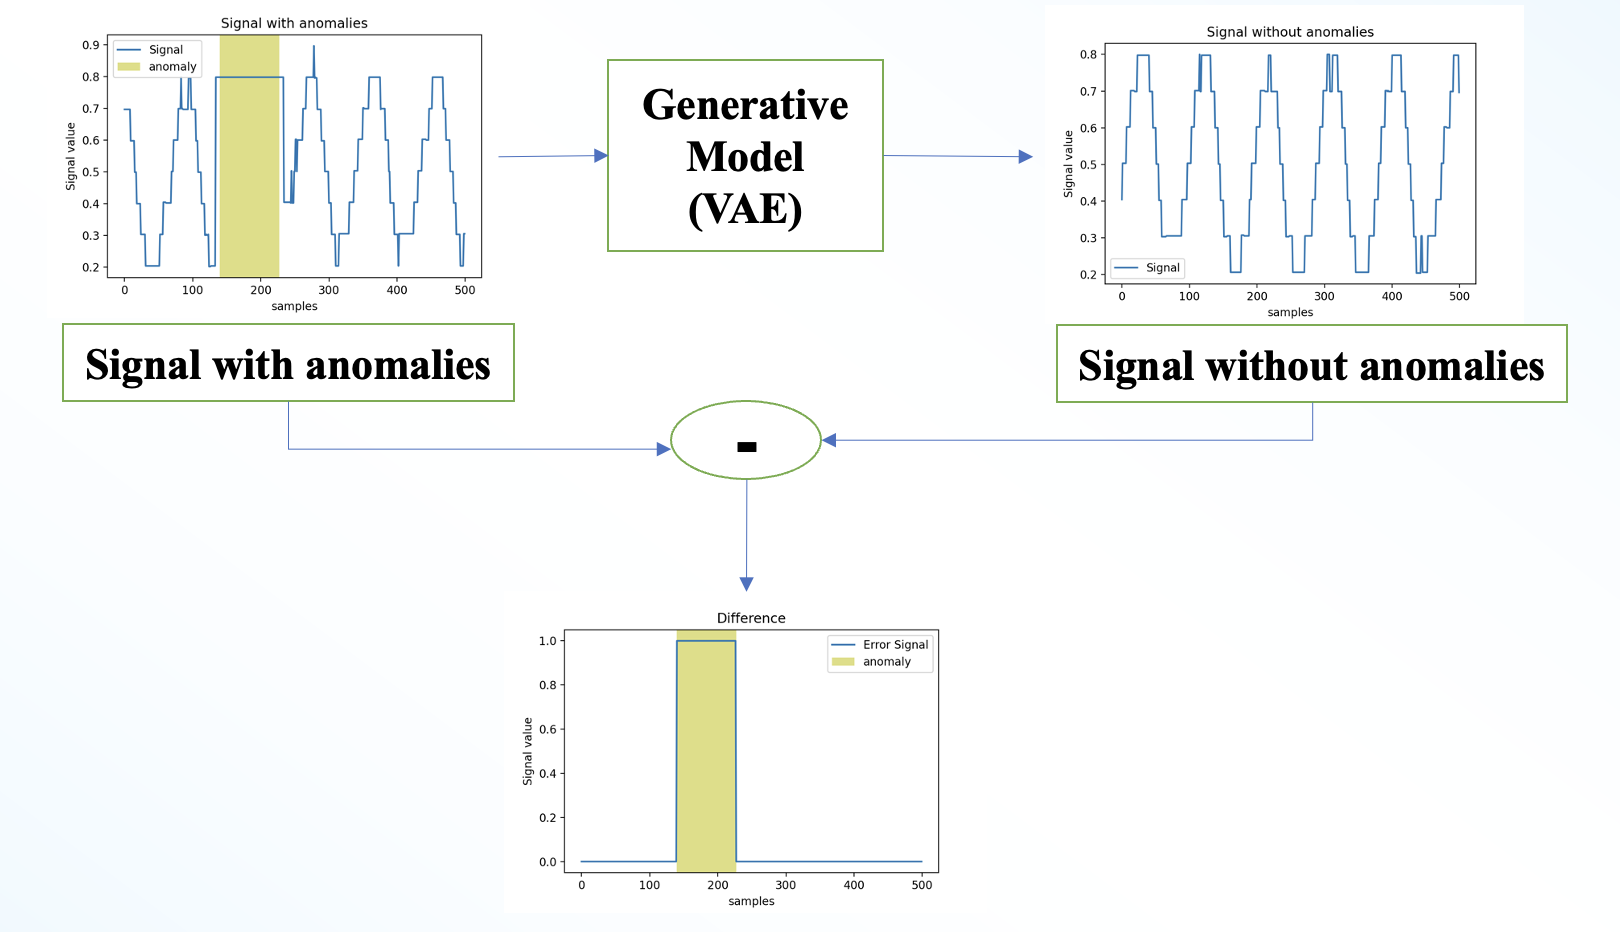 Signal with anomalies
Signal value
0.9
0.8
0.7
0.6
0.5
0.4
0.3
0.2
Signal
anomaly
0 100 200 300 400 500
samples
Generative
Model
(VAE)
Signal without anomalies
Signal value
0.8
0.7
0.6
0.5
0.4
0.3
0.2
Signal
0 100 200 300 400 500
samples
Signal with anomalies
Signal without anomalies
-
Difference
Signal value
1.0
0.8
0.6
0.4
0.2
0.0
Error Signal
anomaly
0 100 200 300 400 500
samples